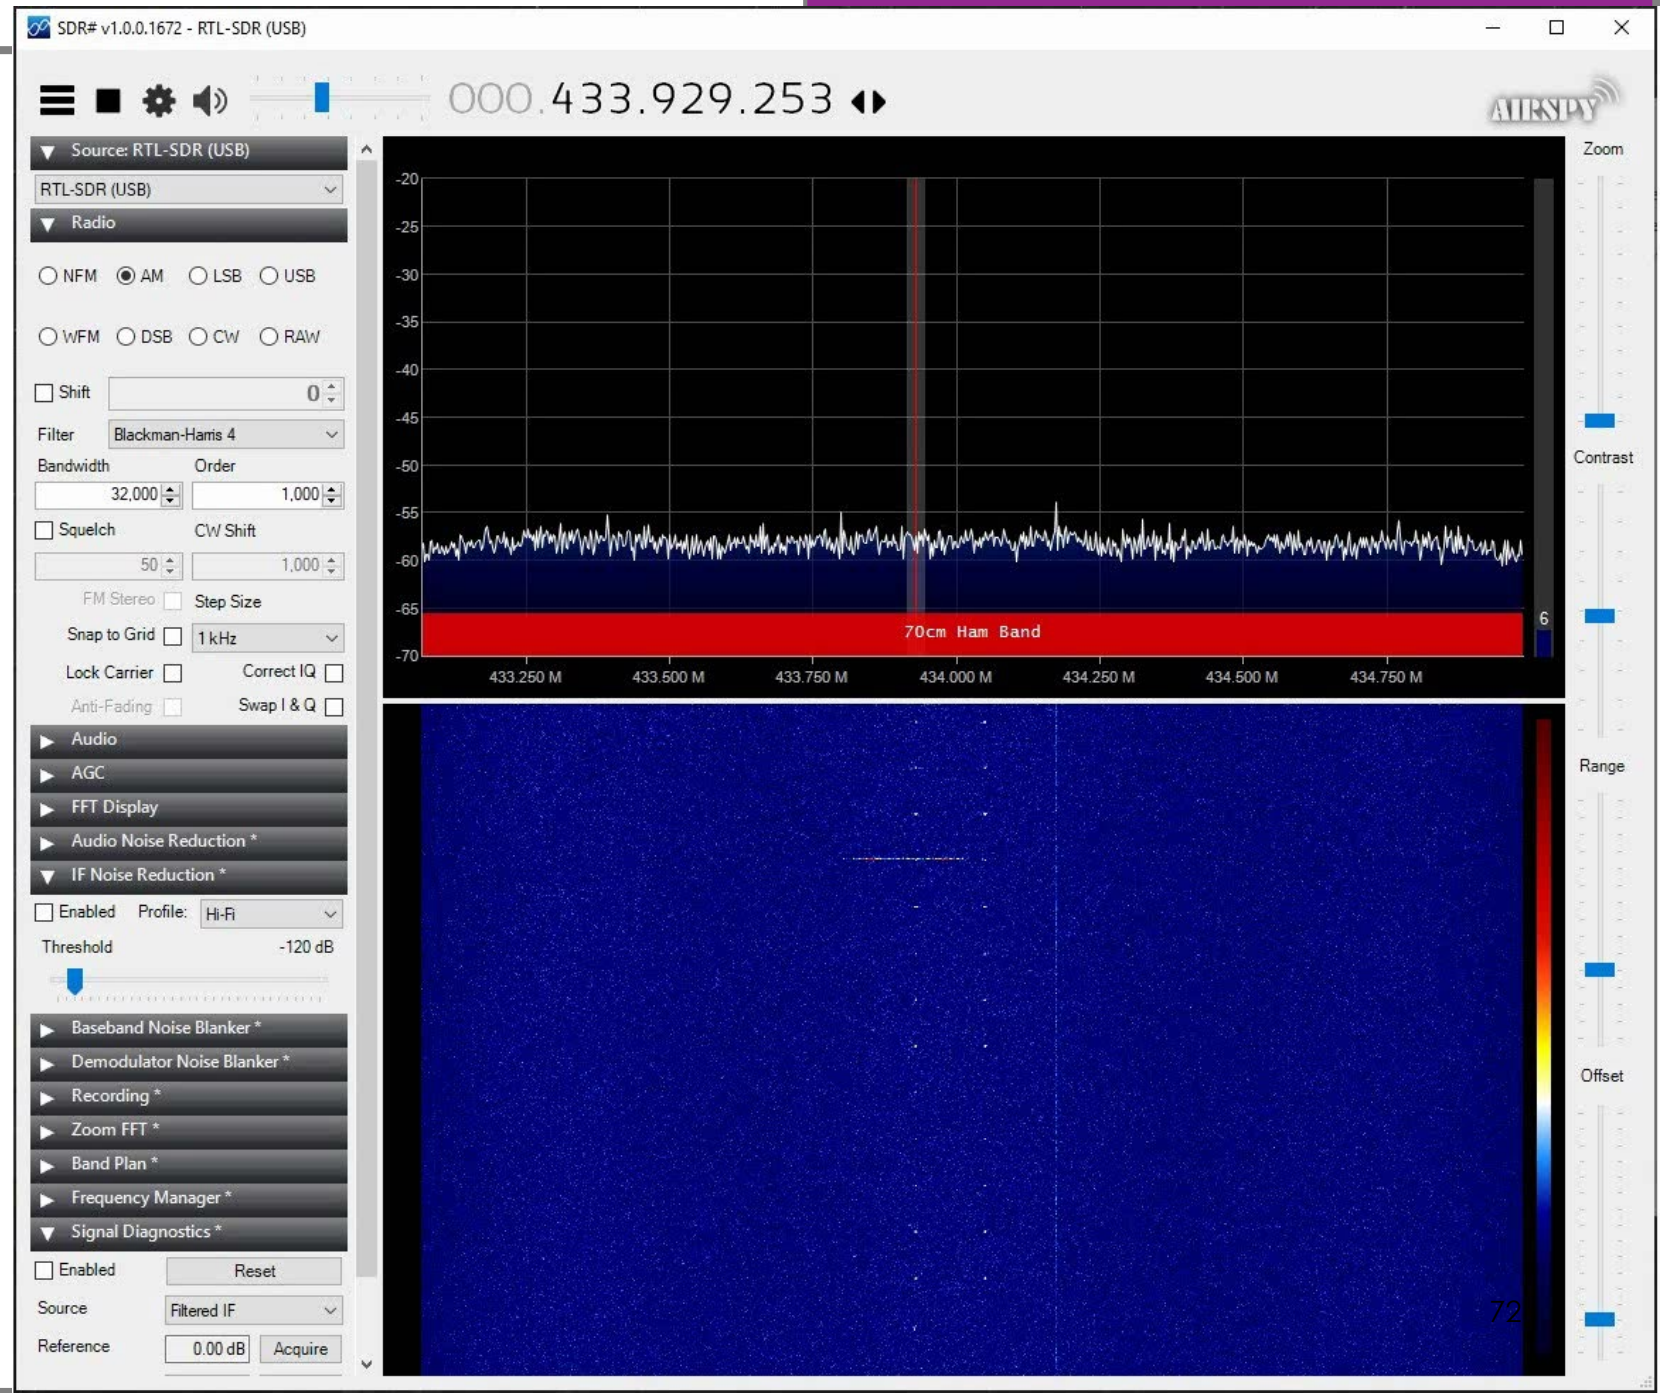 SDR# v1.0.0.1672 - RTL-SDR (USB)
000.433.929.253
AIRSPY
Source: RTL-SDR (USB)
RTL-SDR (USB)
Radio
NFM AM LSB USB
WFM DSB CW RAW
Shift 0
Filter Blackman-Harris 4
Bandwidth Order
32,000 1,000
Squelch CW Shift
50 1,000
FM Stereo Step Size
Snap to Grid 1 kHz
Lock Carrier Correct IQ
Anti-Fading Swap I & Q
Audio
AGC
FFT Display
Audio Noise Reduction *
IF Noise Reduction *
Enabled Profile: Hi-Fi
Threshold -120 dB
Baseband Noise Blanker *
Demodulator Noise Blanker *
Recording *
Zoom FFT *
Band Plan *
Frequency Manager *
Signal Diagnostics *
Enabled Reset
Source Filtered IF
Reference 0.00 dB Acquire
-20
-25
-30
-35
-40
-45
-50
-55
-60
-65
-70
70cm Ham Band
6
433.250 M 433.500 M 433.750 M 434.000 M 434.250 M 434.500 M 434.750 M
72
Zoom
Contrast
Range
Offset